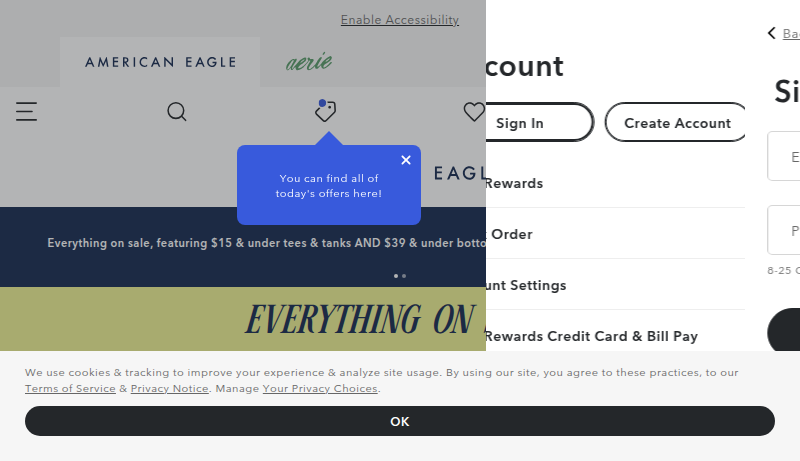 Enable Accessibility
AMERICAN EAGLE
aerie
You can find all of
today's offers here!
EAGL
Everything on sale, featuring $15 & under tees & tanks AND $39 & under botto
EVERYTHING ON
count
Sign In
Create Account
Rewards
Order
unt Settings
Rewards Credit Card & Bill Pay
Ba
Si
E
P
8-25 C
We use cookies & tracking to improve your experience & analyze site usage. By using our site, you agree to these practices, to our
Terms of Service & Privacy Notice. Manage Your Privacy Choices.
OK